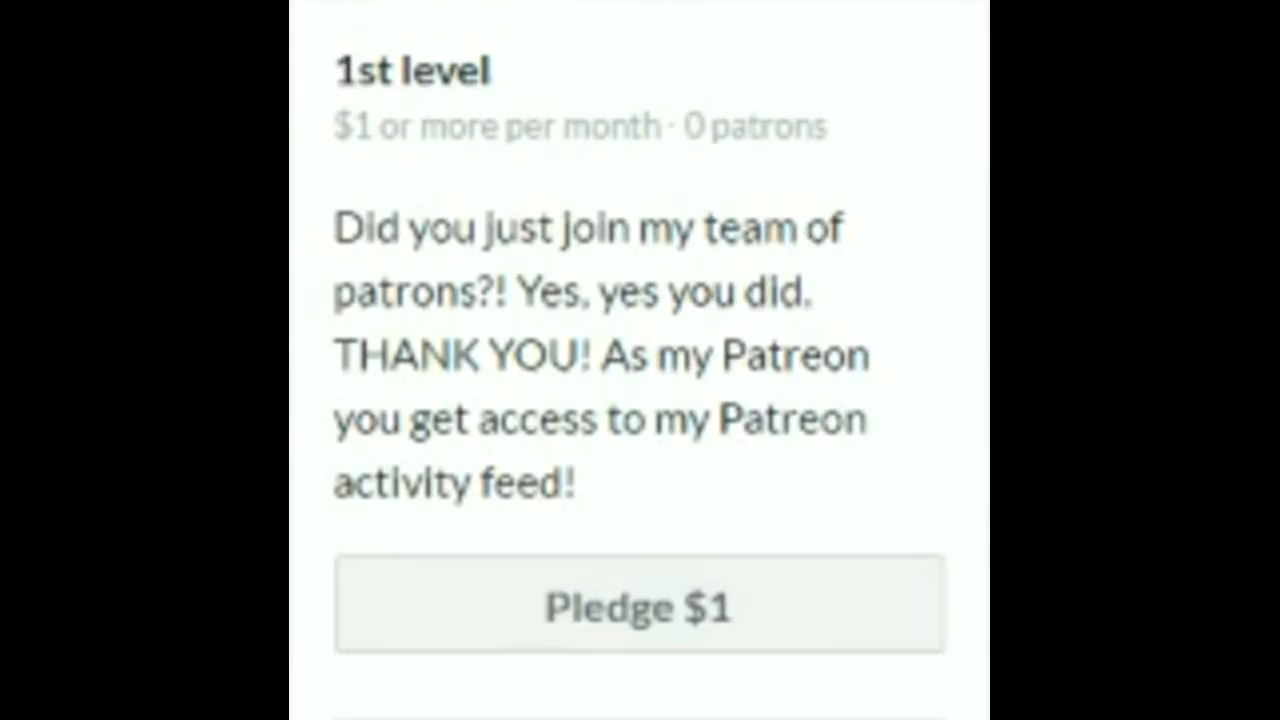 1st level
$1 or more per month · 0 patrons
Did you just join my team of
patrons?! Yes, yes you did.
THANK YOU! As my Patreon
you get access to my Patreon
activity feed!
Pledge $1